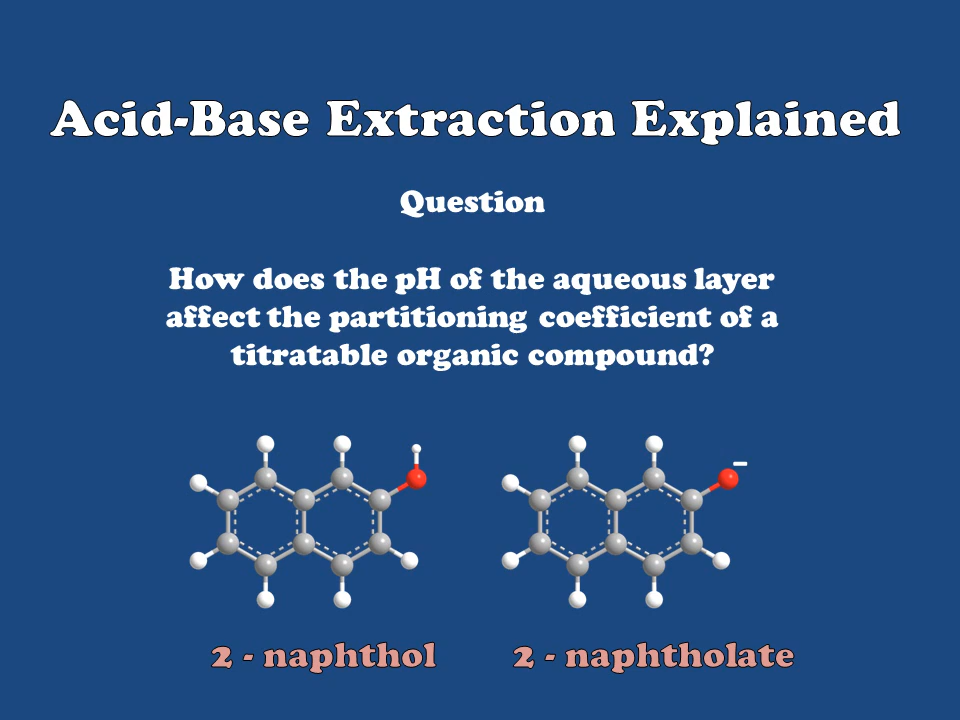 Acid-Base Extraction Explained
Question
How does the pH of the aqueous layer
affect the partitioning coefficient of a
titratable organic compound?
–
2 - naphthol
2 - naphtholate